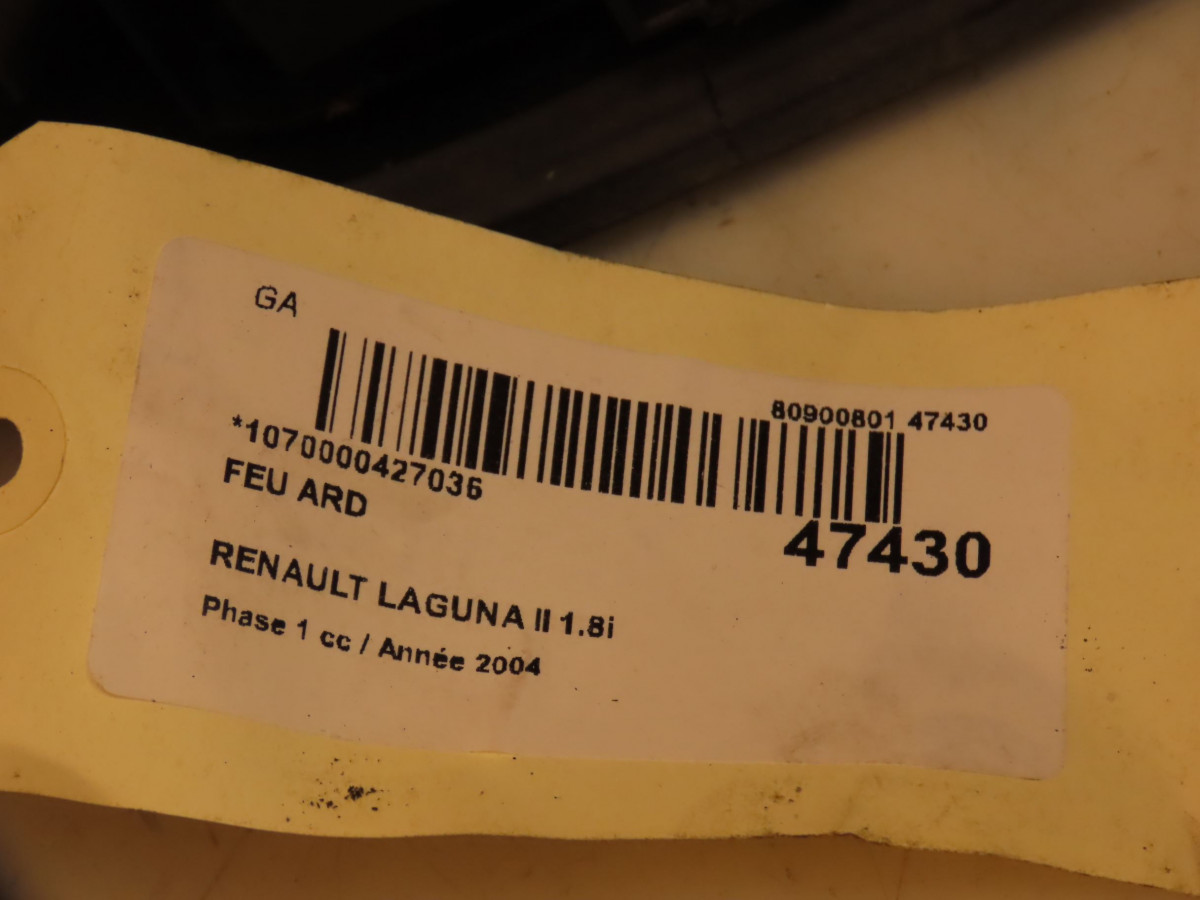 GA
80900801 47430
*1070000427036
FEU ARD
47430
RENAULT LAGUNA II 1.8i
Phase 1 cc / Année 2004